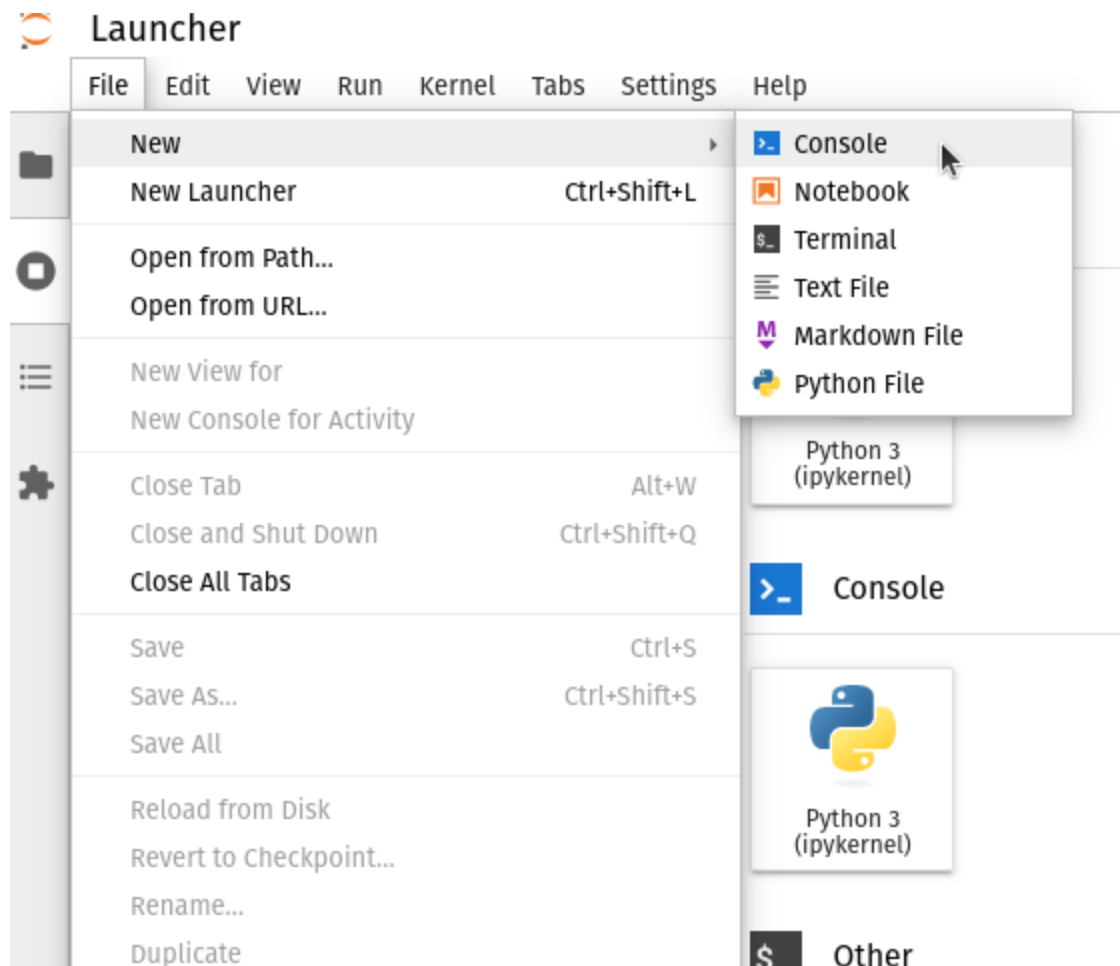 Launcher
File Edit View Run Kernel Tabs Settings Help
New
New Launcher Ctrl+Shift+L
Open from Path...
Open from URL...
New View for
New Console for Activity
Close Tab Alt+W
Close and Shut Down Ctrl+Shift+Q
Close All Tabs
Save Ctrl+S
Save As... Ctrl+Shift+S
Save All
Reload from Disk
Revert to Checkpoint...
Rename...
Duplicate
Console
Notebook
Terminal
Text File
Markdown File
Python File
Python 3
(ipykernel)
Console
Python 3
(ipykernel)
Other